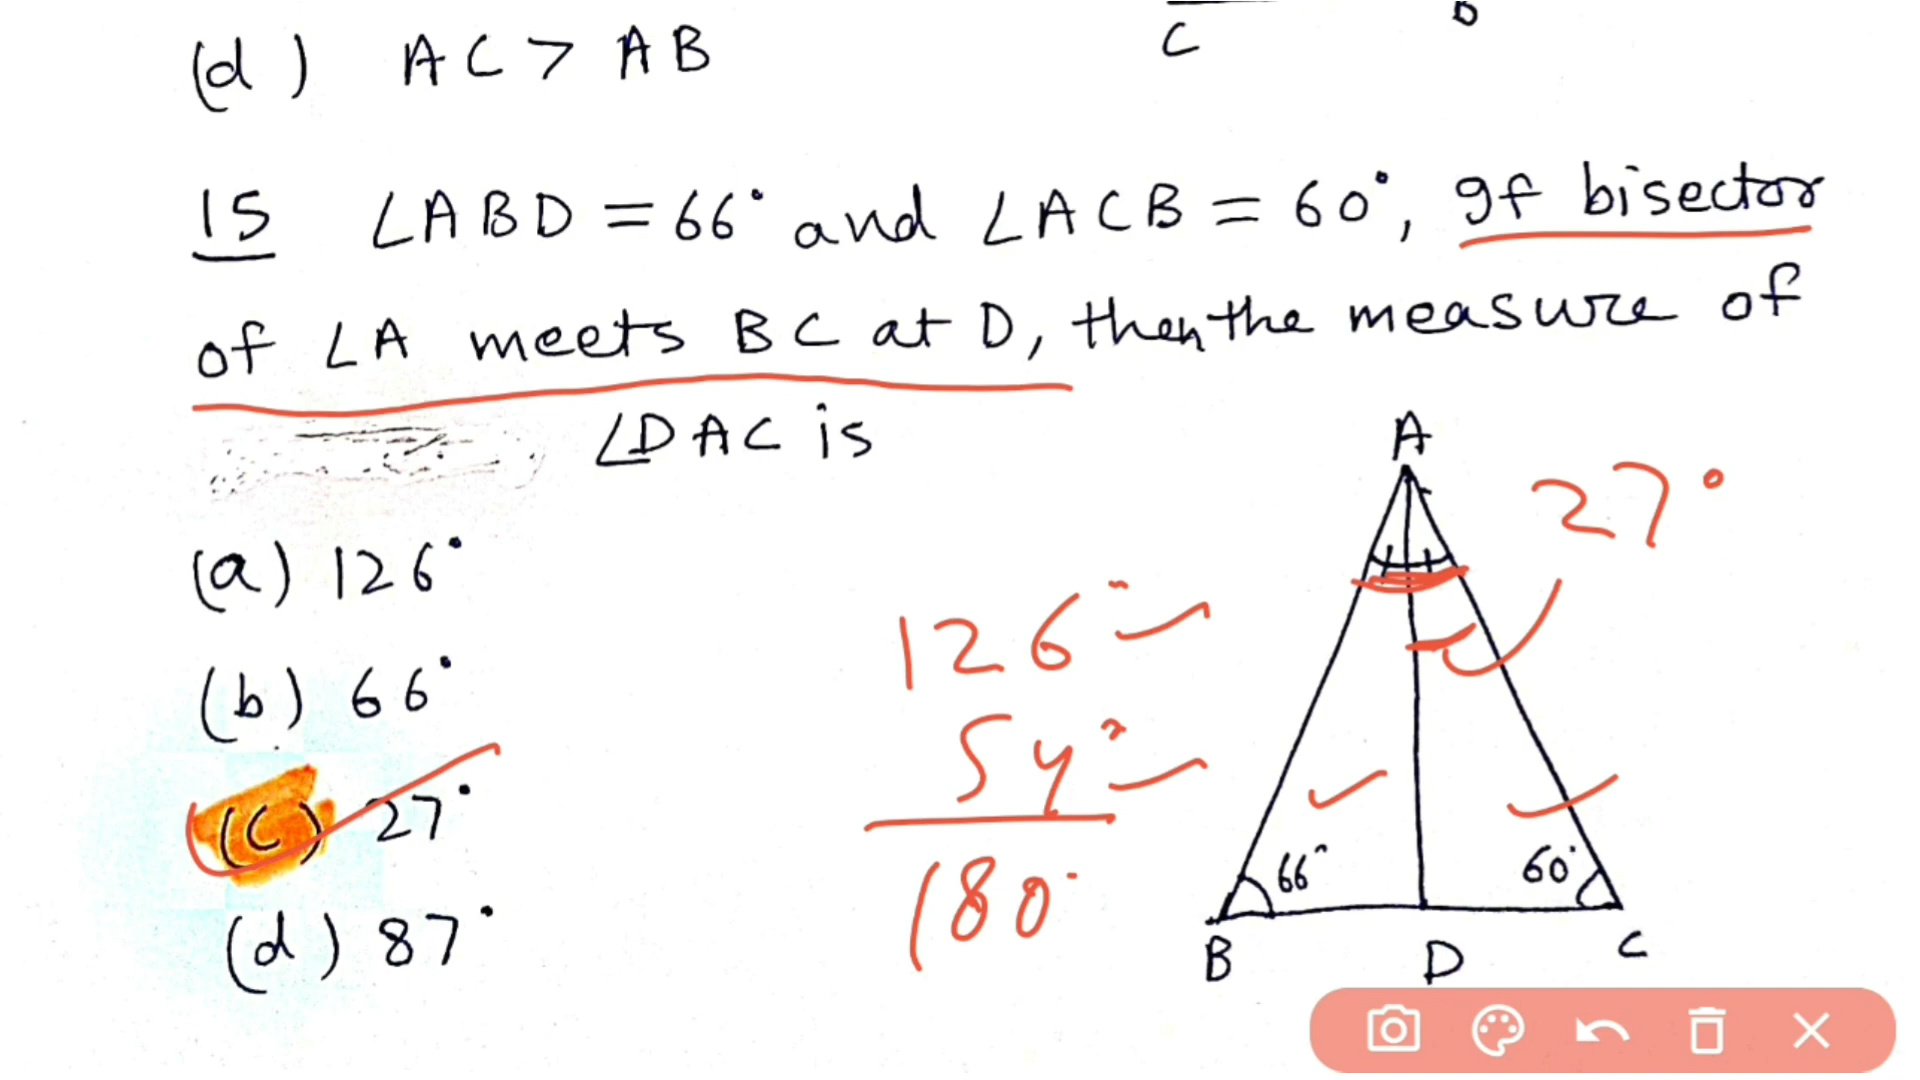 (d) AC > AB
C D
15 ∠ABD = 66° and ∠ACB = 60°, If bisector
of ∠A meets BC at D, then the measure of
∠DAC is
A
27°
(a) 126°
126°
(b) 66°
54°
(c) 27°
180°
66° 60°
(d) 87°
B D C